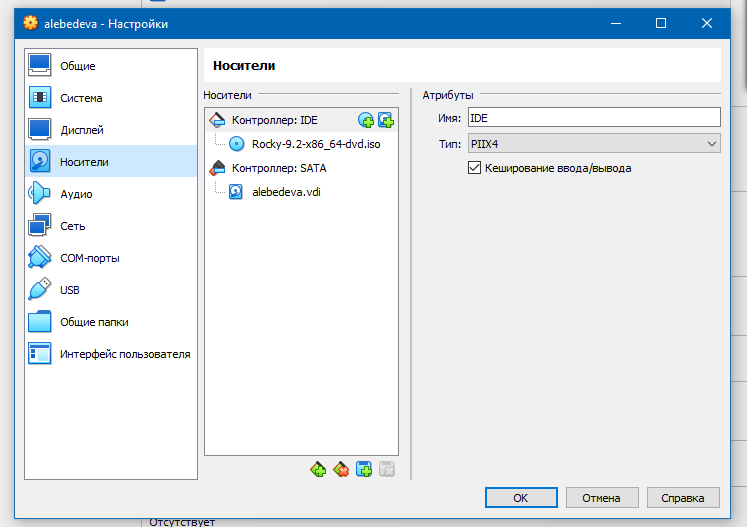 alebedeva - Настройки
Общие
Система
Дисплей
Носители
Аудио
Сеть
COM-порты
USB
Общие папки
Интерфейс пользователя
Носители
Носители
Контроллер: IDE
Rocky-9.2-x86_64-dvd.iso
Контроллер: SATA
alebedeva.vdi
Атрибуты
Имя: IDE
Тип: PIIX4
Кеширование ввода/вывода
OK
Отмена
Справка
Отсутствует